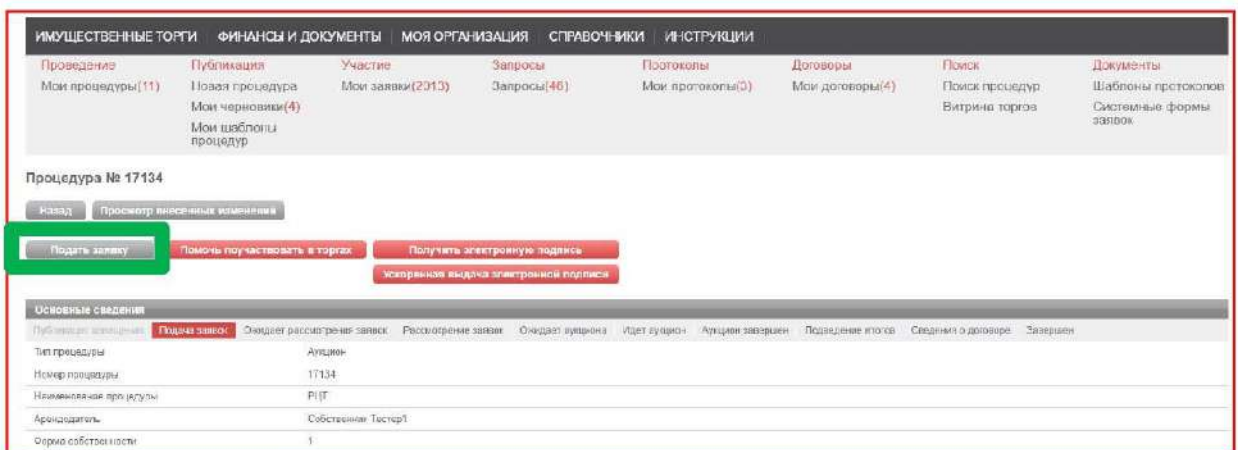 ИМУЩЕСТВЕННЫЕ ТОРГИ ФИНАНСЫ И ДОКУМЕНТЫ МОЯ ОРГАНИЗАЦИЯ СПРАВОЧНИКИ ИНСТРУКЦИИ
Проведение Публикация Участие Запросы Протоколы Договоры Поиск Документы
Мои процедуры(11) Новая процедура Мои заявки(2013) Запросы(46) Мои протоколы(3) Мои договоры(4) Поиск процедур Шаблоны протоколов
Мои черновики(4) Витрина торгов Системные формы
Мои шаблоны заявок
процедур
Процедура № 17134
Назад Просмотр внесенных изменений
Подать заявку Помочь поучаствовать в торгах Получить электронную подпись
Ускоренная выдача электронной подписи
Основные сведения
Публикация извещения Подача заявок Ожидает рассмотрения заявок Рассмотрение заявок Ожидает аукциона Идет аукцион Аукцион завершен Подведение итогов Сведения о договоре Завершен
Тип процедуры Аукцион
Номер процедуры 17134
Наименование процедуры
Арендодатель Собственник Тестер1
Форма собственности 1